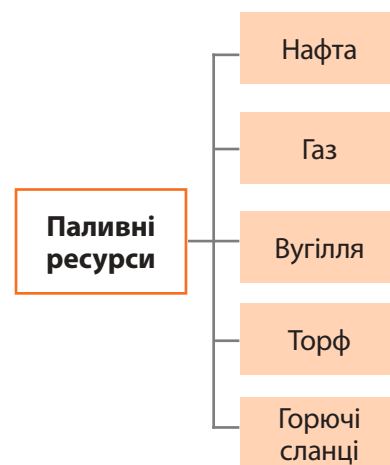 Паливні
ресурси
Нафта
Газ
Вугілля
Торф
Горючі
сланці